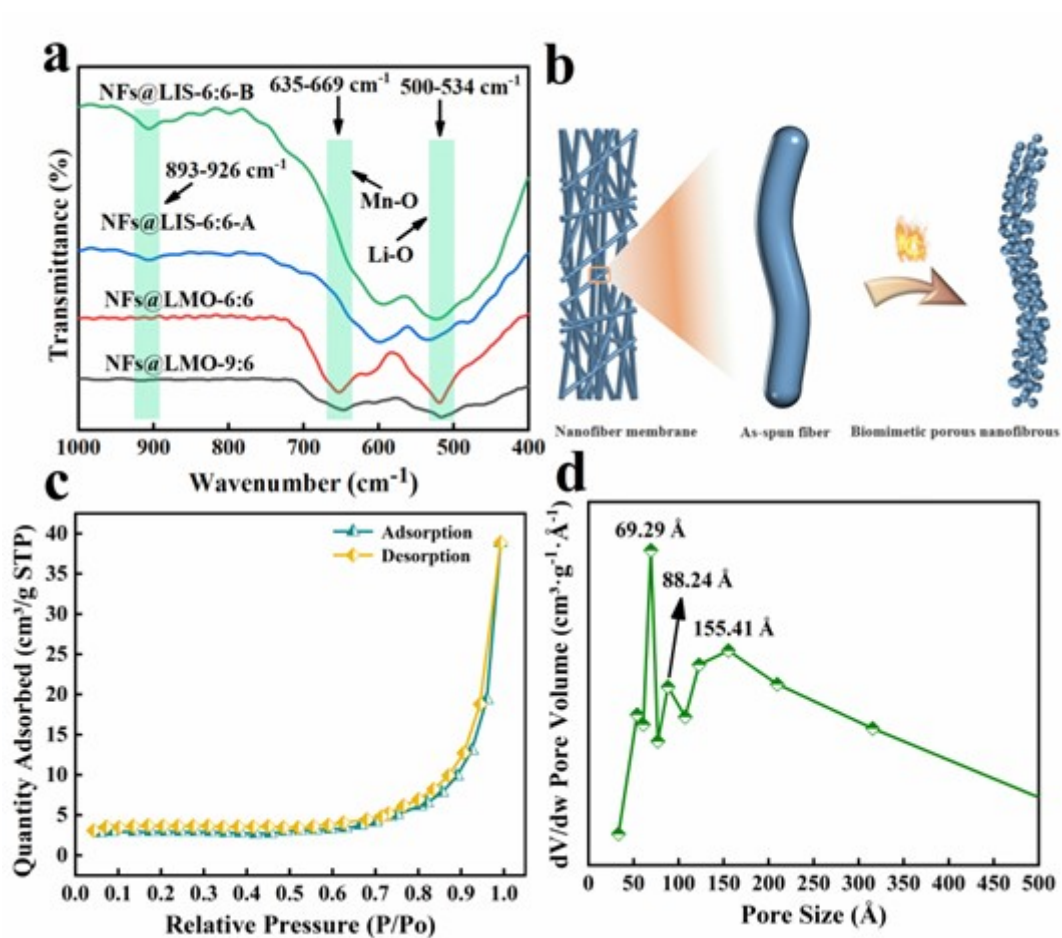 a
NFs@LIS-6:6-B
635-669 cm⁻¹
500-534 cm⁻¹
893-926 cm⁻¹
Mn-O
NFs@LIS-6:6-A
Li-O
NFs@LMO-6:6
NFs@LMO-9:6
Transmittance (%)
1000 900 800 700 600 500 400
Wavenumber (cm⁻¹)
b
Nanofiber membrane
As-spun fiber
Biomimetic porous nanofibrous
c
Adsorption
Desorption
Quantity Adsorbed (cm³/g STP)
40
35
30
25
20
15
10
5
0
0.0 0.1 0.2 0.3 0.4 0.5 0.6 0.7 0.8 0.9 1.0
Relative Pressure (P/Po)
d
69.29 Å
88.24 Å
155.41 Å
dV/dw Pore Volume (cm³·g⁻¹·Å⁻¹)
0 50 100 150 200 250 300 350 400 450 500
Pore Size (Å)